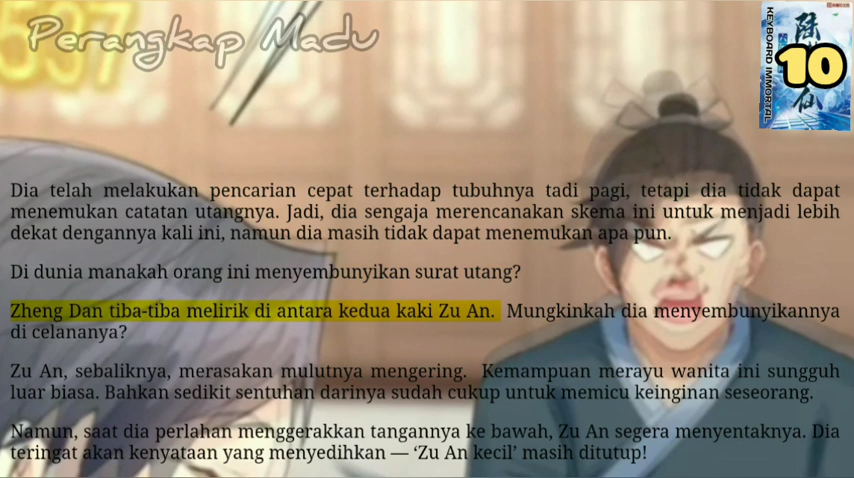 537
Perangkap Madu
KEYBOARD IMMORTAL
10
Dia telah melakukan pencarian cepat terhadap tubuhnya tadi pagi, tetapi dia tidak dapat
menemukan catatan utangnya. Jadi, dia sengaja merencanakan skema ini untuk menjadi lebih
dekat dengannya kali ini, namun dia masih tidak dapat menemukan apa pun.
Di dunia manakah orang ini menyembunyikan surat utang?
Zheng Dan tiba-tiba melirik di antara kedua kaki Zu An. Mungkinkah dia menyembunyikannya
di celananya?
Zu An, sebaliknya, merasakan mulutnya mengering. Kemampuan merayu wanita ini sungguh
luar biasa. Bahkan sedikit sentuhan darinya sudah cukup untuk memicu keinginan seseorang.
Namun, saat dia perlahan menggerakkan tangannya ke bawah, Zu An segera menyentaknya. Dia
teringat akan kenyataan yang menyedihkan — ‘Zu An kecil’ masih ditutup!